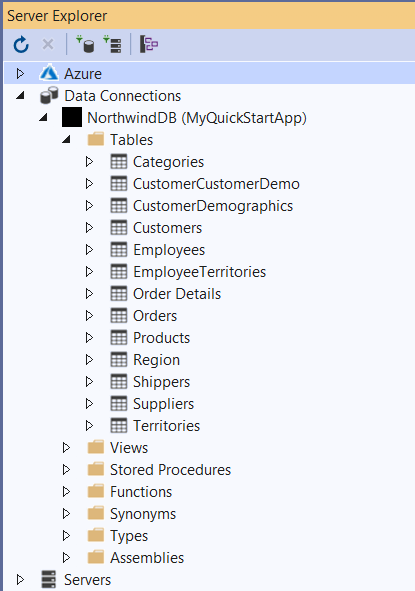 Server Explorer
Azure
Data Connections
NorthwindDB (MyQuickStartApp)
Tables
Categories
CustomerCustomerDemo
CustomerDemographics
Customers
Employees
EmployeeTerritories
Order Details
Orders
Products
Region
Shippers
Suppliers
Territories
Views
Stored Procedures
Functions
Synonyms
Types
Assemblies
Servers